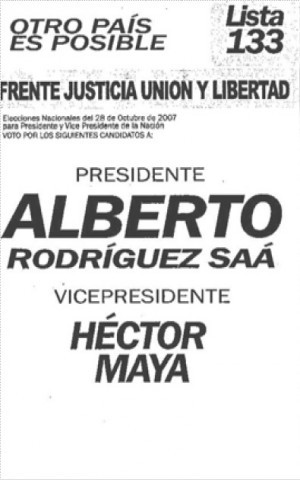 OTRO PAÍS
ES POSIBLE
Lista
133
FRENTE JUSTICIA UNION Y LIBERTAD
Elecciones Nacionales del 28 de Octubre de 2007
para Presidente y Vice Presidente de la Nación
VOTO POR LOS SIGUIENTES CANDIDATOS A:
PRESIDENTE
ALBERTO
RODRÍGUEZ SAÁ
VICEPRESIDENTE
HÉCTOR
MAYA